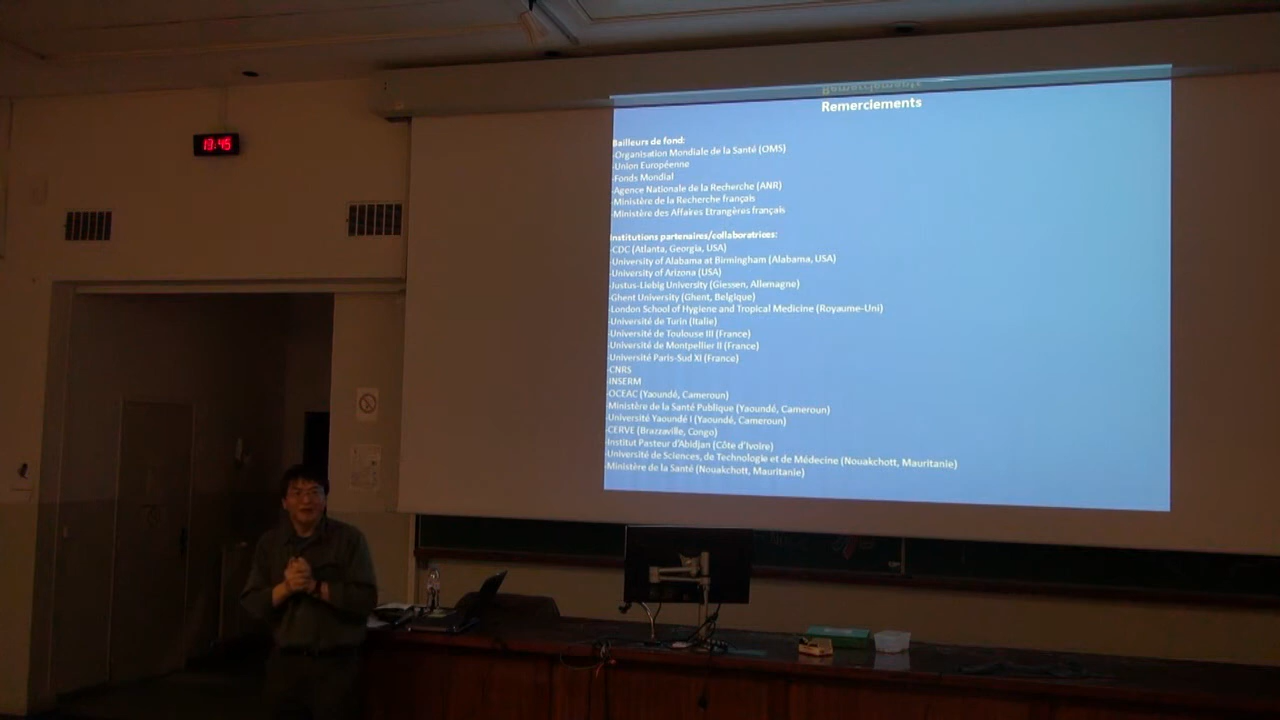 19:45
Remerciements
Bailleurs de fond:
-Organisation Mondiale de la Santé (OMS)
-Union Européenne
-Fonds Mondial
-Agence Nationale de la Recherche (ANR)
-Ministère de la Recherche français
-Ministère des Affaires Etrangères français
Institutions partenaires/collaboratrices:
-CDC (Atlanta, Georgia, USA)
-University of Alabama at Birmingham (Alabama, USA)
-University of Arizona (USA)
-Justus-Liebig University (Giessen, Allemagne)
-Ghent University (Ghent, Belgique)
-London School of Hygiene and Tropical Medicine (Royaume-Uni)
-Université de Turin (Italie)
-Université de Toulouse III (France)
-Université de Montpellier II (France)
-Université Paris-Sud XI (France)
-CNRS
-INSERM
-OCEAC (Yaoundé, Cameroun)
-Ministère de la Santé Publique (Yaoundé, Cameroun)
-Université Yaoundé I (Yaoundé, Cameroun)
-CERVE (Brazzaville, Congo)
-Institut Pasteur d'Abidjan (Côte d'Ivoire)
-Université de Sciences, de Technologie et de Médecine (Nouakchott, Mauritanie)
-Ministère de la Santé (Nouakchott, Mauritanie)